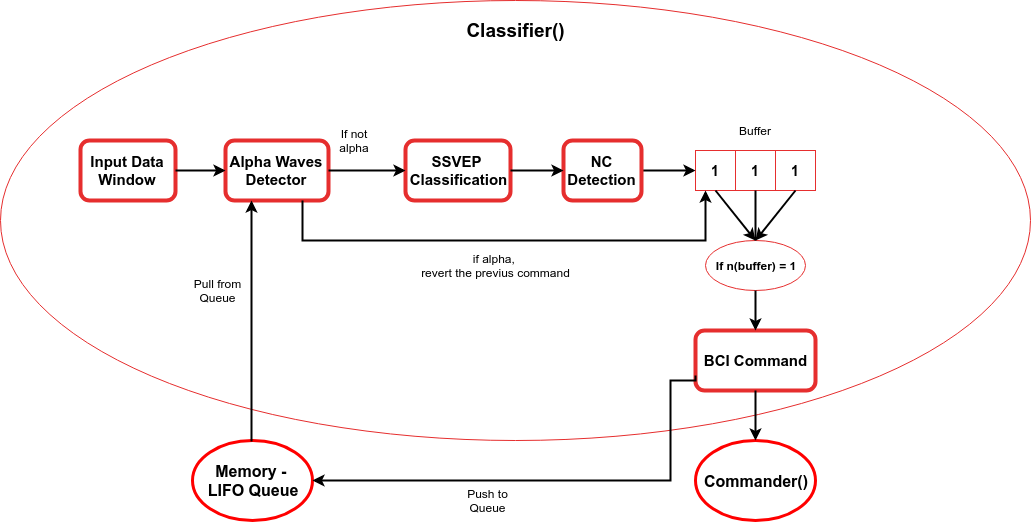 Classifier()
If not
alpha
Buffer
Input Data
Window
Alpha Waves
Detector
SSVEP
Classification
NC
Detection
1 1 1
if alpha,
revert the previus command
If n(buffer) = 1
Pull from
Queue
BCI Command
Memory -
LIFO Queue
Push to
Queue
Commander()